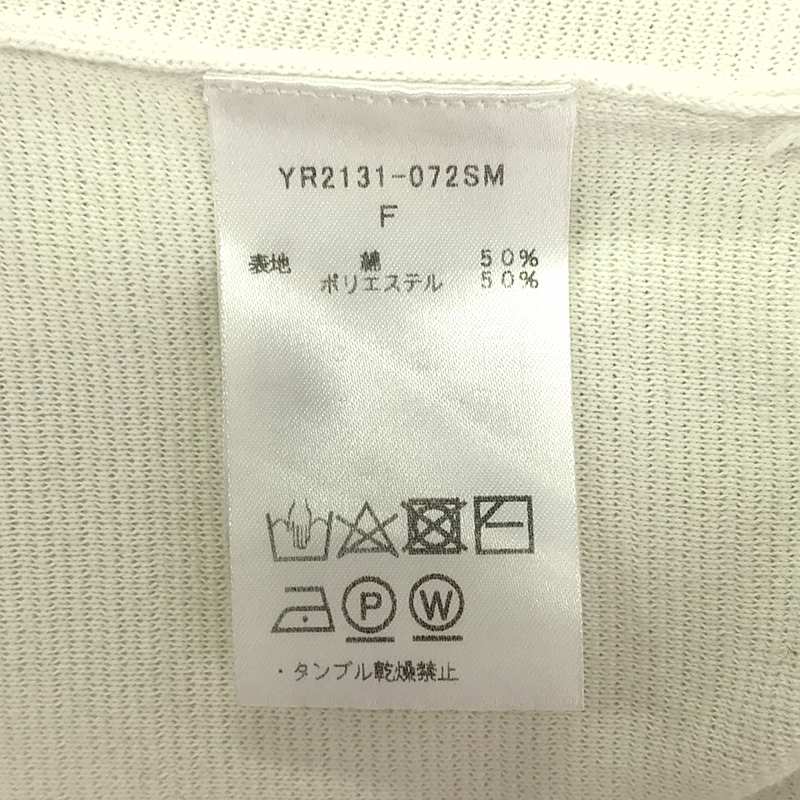 YR2131-072SM
F
表地 綿 50%
ポリエステル 50%
P W
・タンブル乾燥禁止